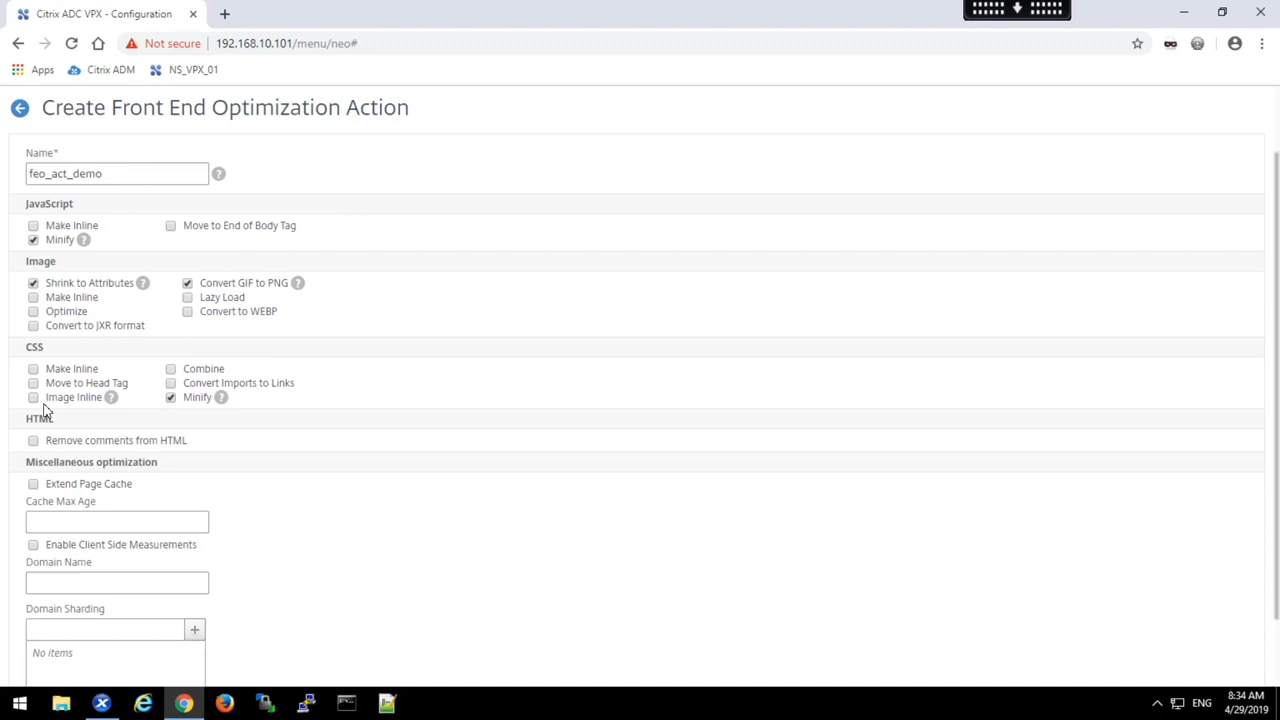 Citrix ADC VPX - Configuration
Not secure 192.168.10.101/menu/neo#
Apps Citrix ADM NS_VPX_01
Create Front End Optimization Action
Name*
feo_act_demo ?
JavaScript
Make Inline Move to End of Body Tag
Minify ?
Image
Shrink to Attributes ? Convert GIF to PNG ?
Make Inline Lazy Load
Optimize Convert to WEBP
Convert to JXR format
CSS
Make Inline Combine
Move to Head Tag Convert Imports to Links
Image Inline ? Minify ?
HTML
Remove comments from HTML
Miscellaneous optimization
Extend Page Cache
Cache Max Age
Enable Client Side Measurements
Domain Name
Domain Sharding
+
No items
ENG 8:34 AM
4/29/2019